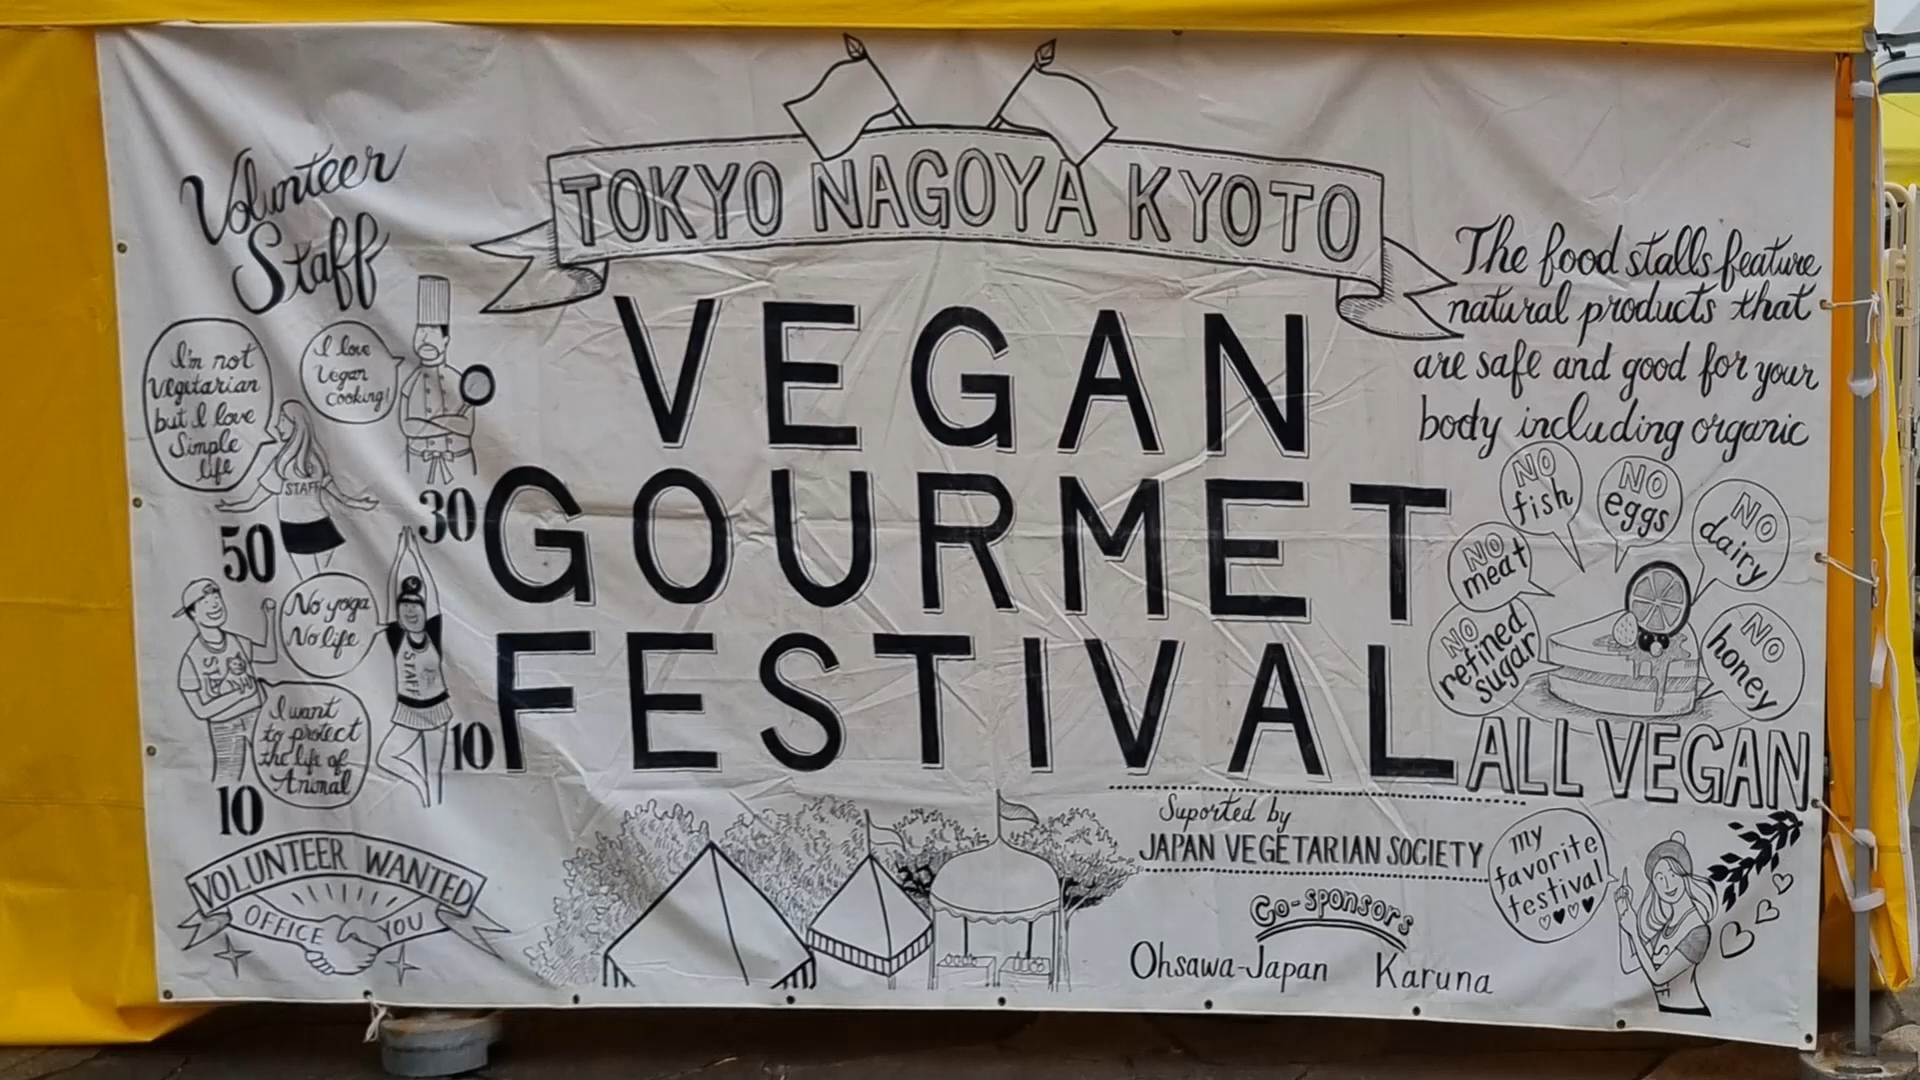 TOKYO NAGOYA KYOTO
VEGAN
GOURMET
FESTIVAL
Volunteer
Staff
I'm not
Vegetarian
but I love
Simple
life
I love
Vegan
cooking!
STAFF
50
30
No yoga
No life
STAFF
I want
to protect
the life of
Animal
10
10
VOLUNTEER WANTED
OFFICE YOU
The food stalls feature
natural products that
are safe and good for your
body including organic
NO
fish
NO
eggs
NO
dairy
NO
meat
NO
refined
sugar
NO
honey
ALL VEGAN
Suported by
JAPAN VEGETARIAN SOCIETY
Co-sponsors
Ohsawa-Japan Karuna
my
favorite
festival